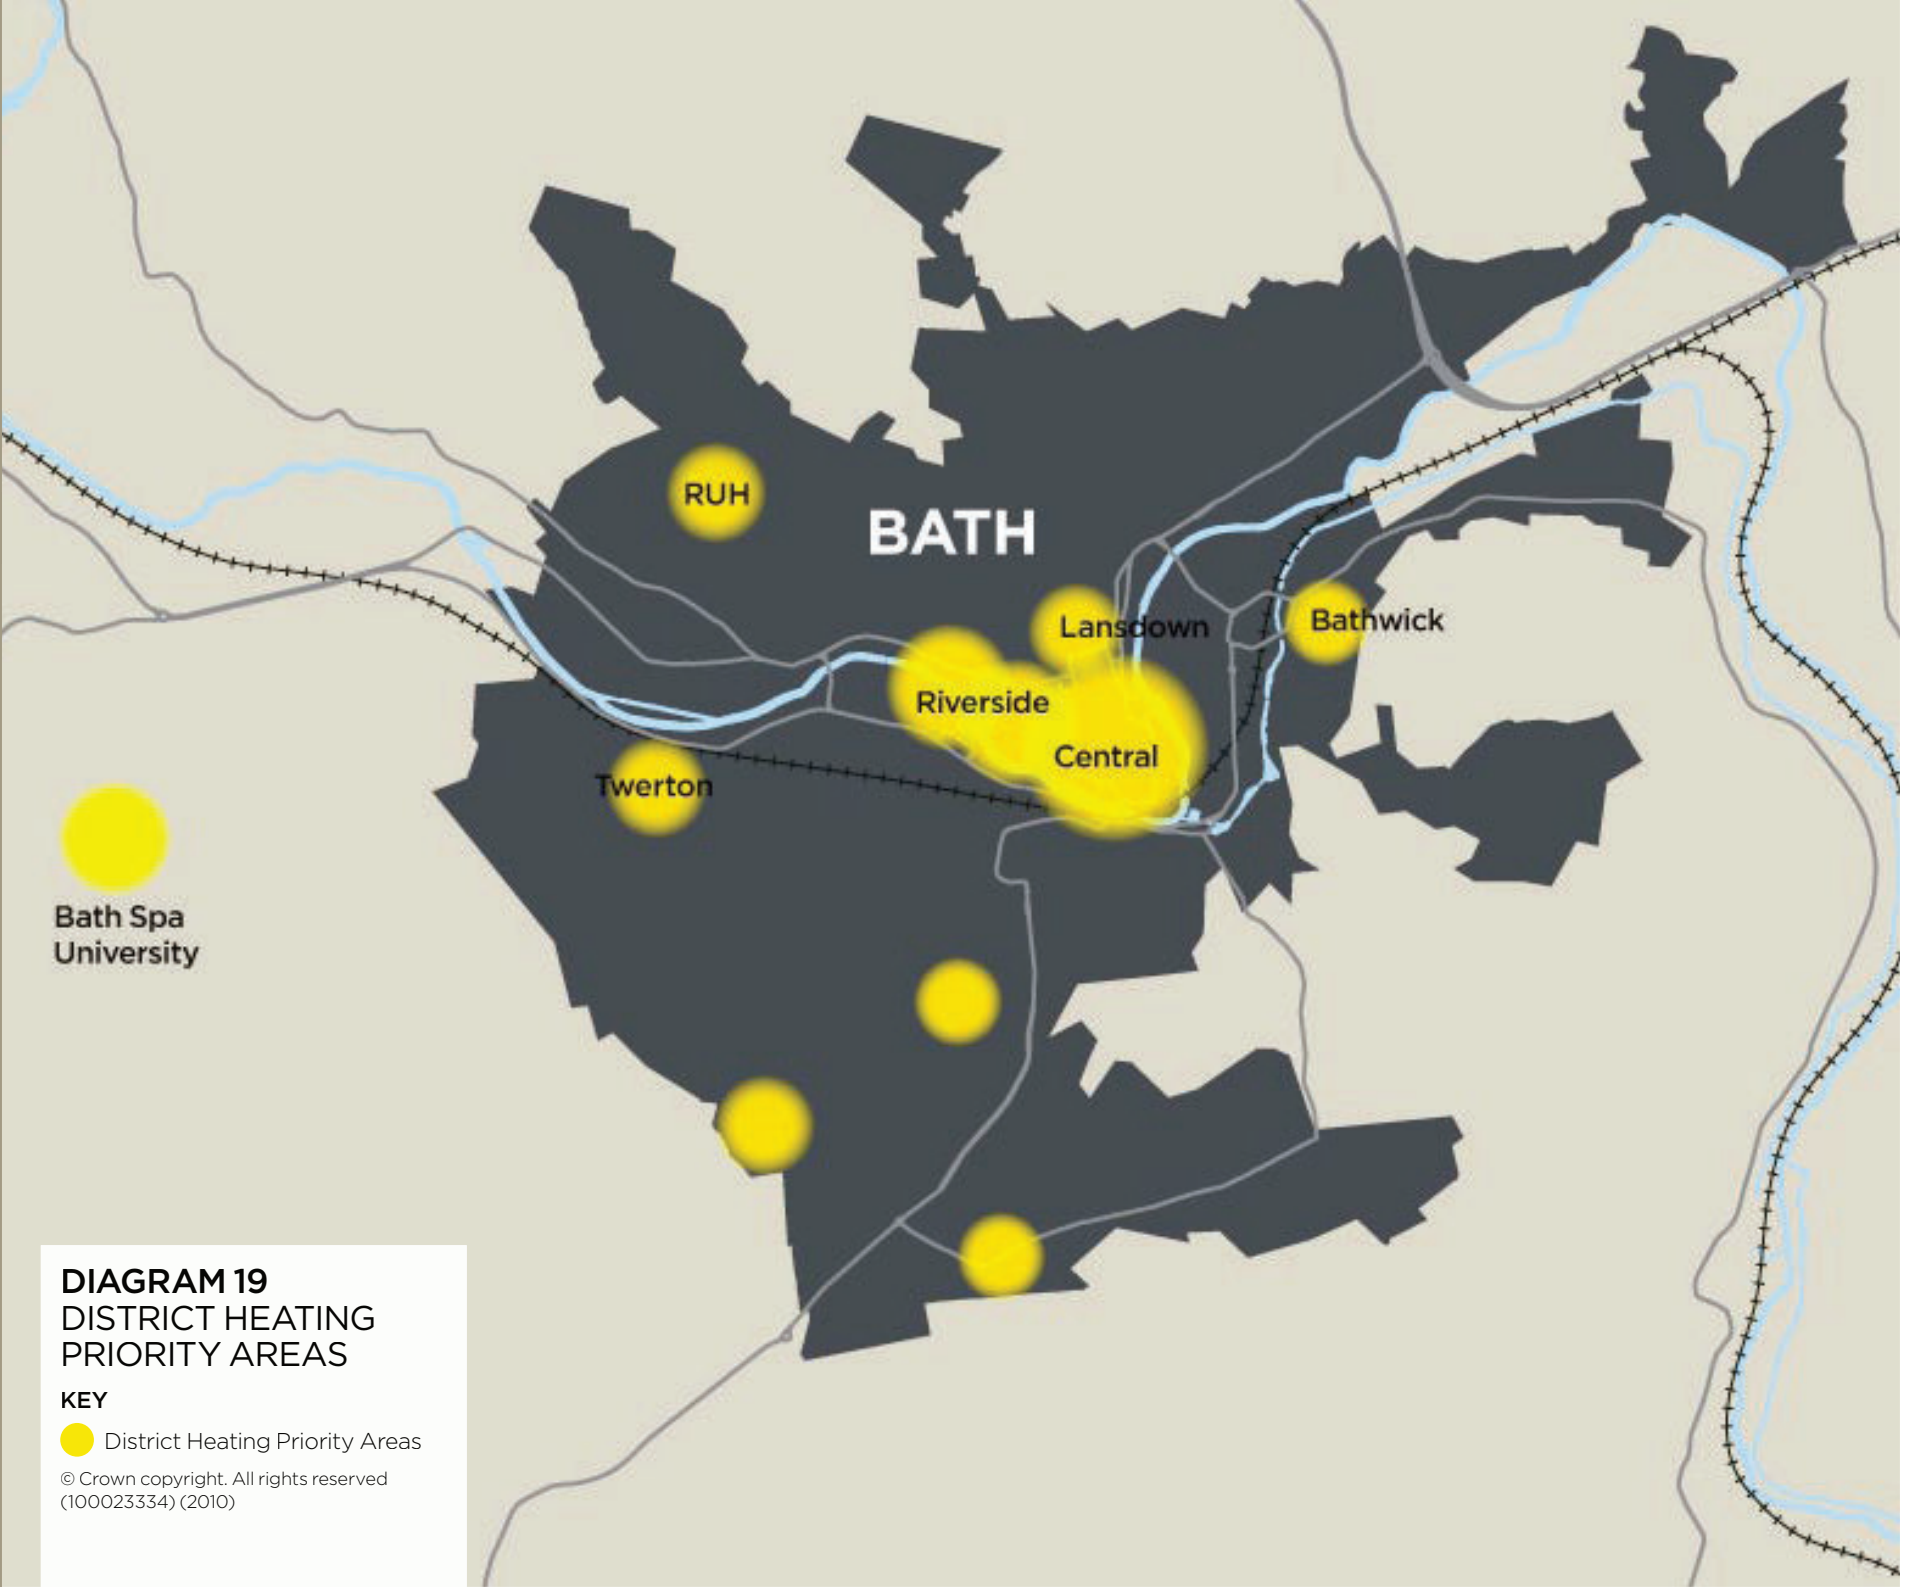 RUH
BATH
Lansdown
Bathwick
Riverside
Central
Twerton
Bath Spa
University
DIAGRAM 19
DISTRICT HEATING
PRIORITY AREAS
KEY
District Heating Priority Areas
© Crown copyright. All rights reserved
(100023334) (2010)